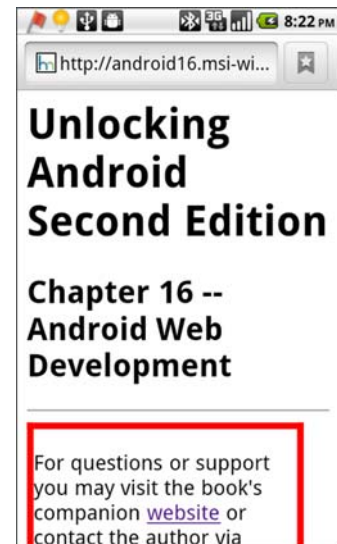 3G
8:22 PM
http://android16.msi-wi...
Unlocking
Android
Second Edition
Chapter 16 --
Android Web
Development
For questions or support
you may visit the book's
companion website or
contact the author via